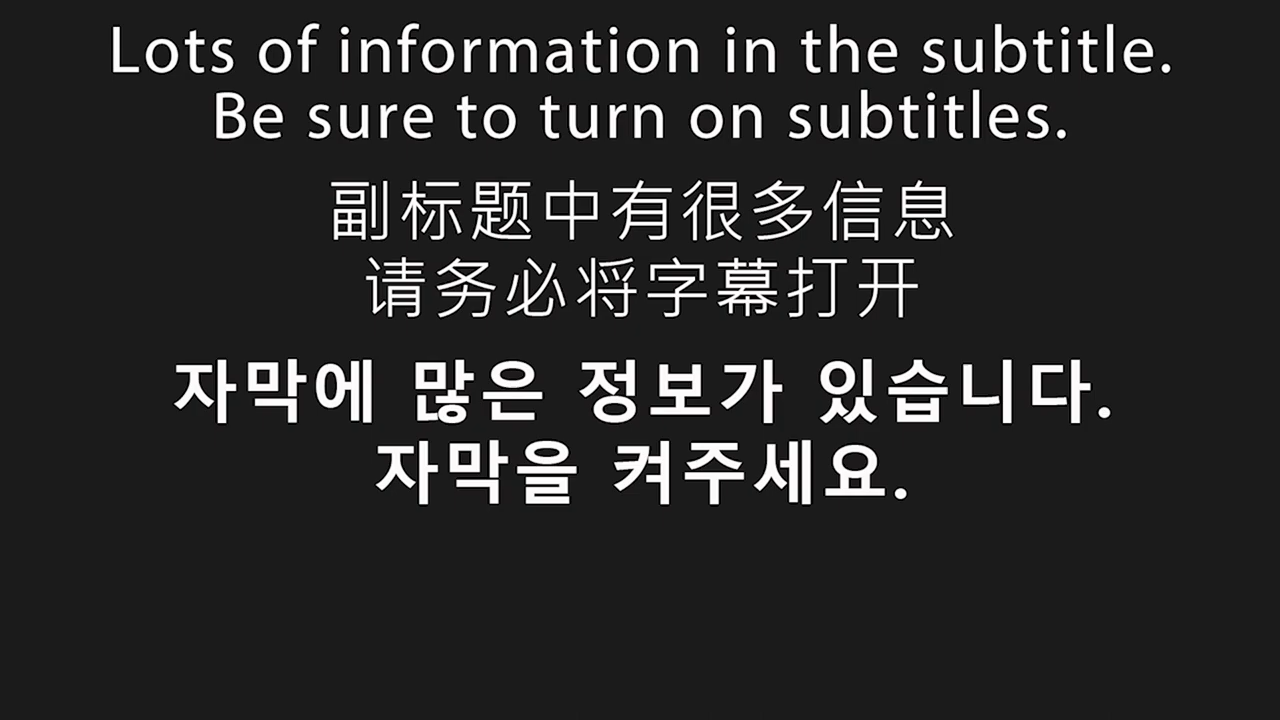 Lots of information in the subtitle.
Be sure to turn on subtitles.
副标题中有很多信息
请务必将字幕打开
자막에 많은 정보가 있습니다.
자막을 켜주세요.